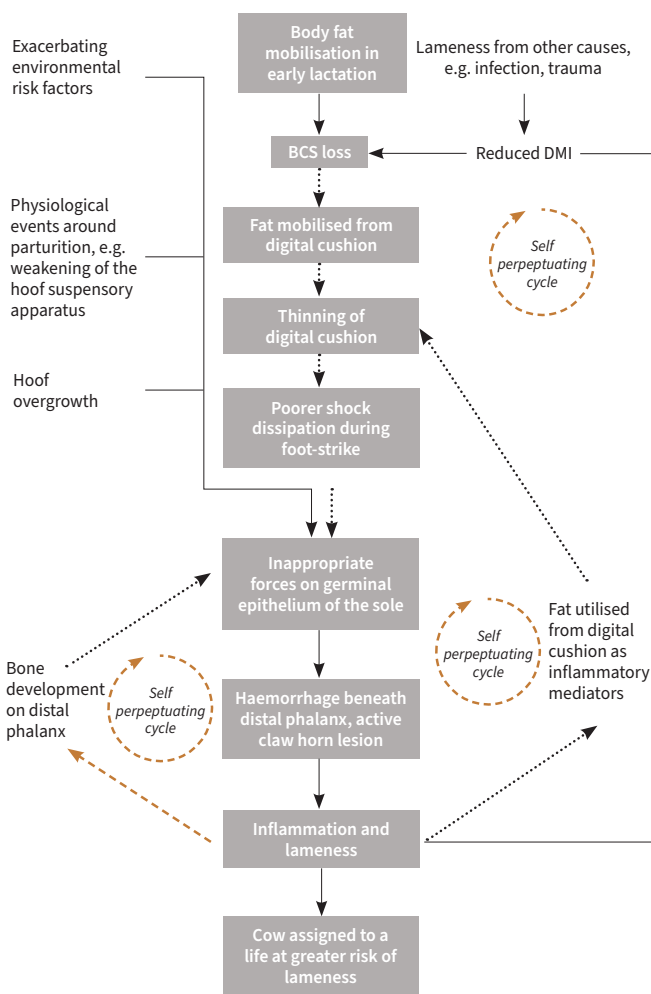 Exacerbating
environmental
risk factors
Body fat
mobilisation in
early lactation
Lameness from other causes,
e.g. infection, trauma
BCS loss
Reduced DMI
Physiological
events around
parturition, e.g.
weakening of the
hoof suspensory
apparatus
Fat mobilised from
digital cushion
Self
perpeptuating
cycle
Thinning of
digital cushion
Hoof
overgrowth
Poorer shock
dissipation during
foot-strike
Inappropriate
forces on germinal
epithelium of the sole
Self
perpeptuating
cycle
Fat utilised
from digital
cushion as
inflammatory
mediators
Bone
development
on distal
phalanx
Self
perpeptuating
cycle
Haemorrhage beneath
distal phalanx, active
claw horn lesion
Inflammation and
lameness
Cow assigned to a
life at greater risk of
lameness